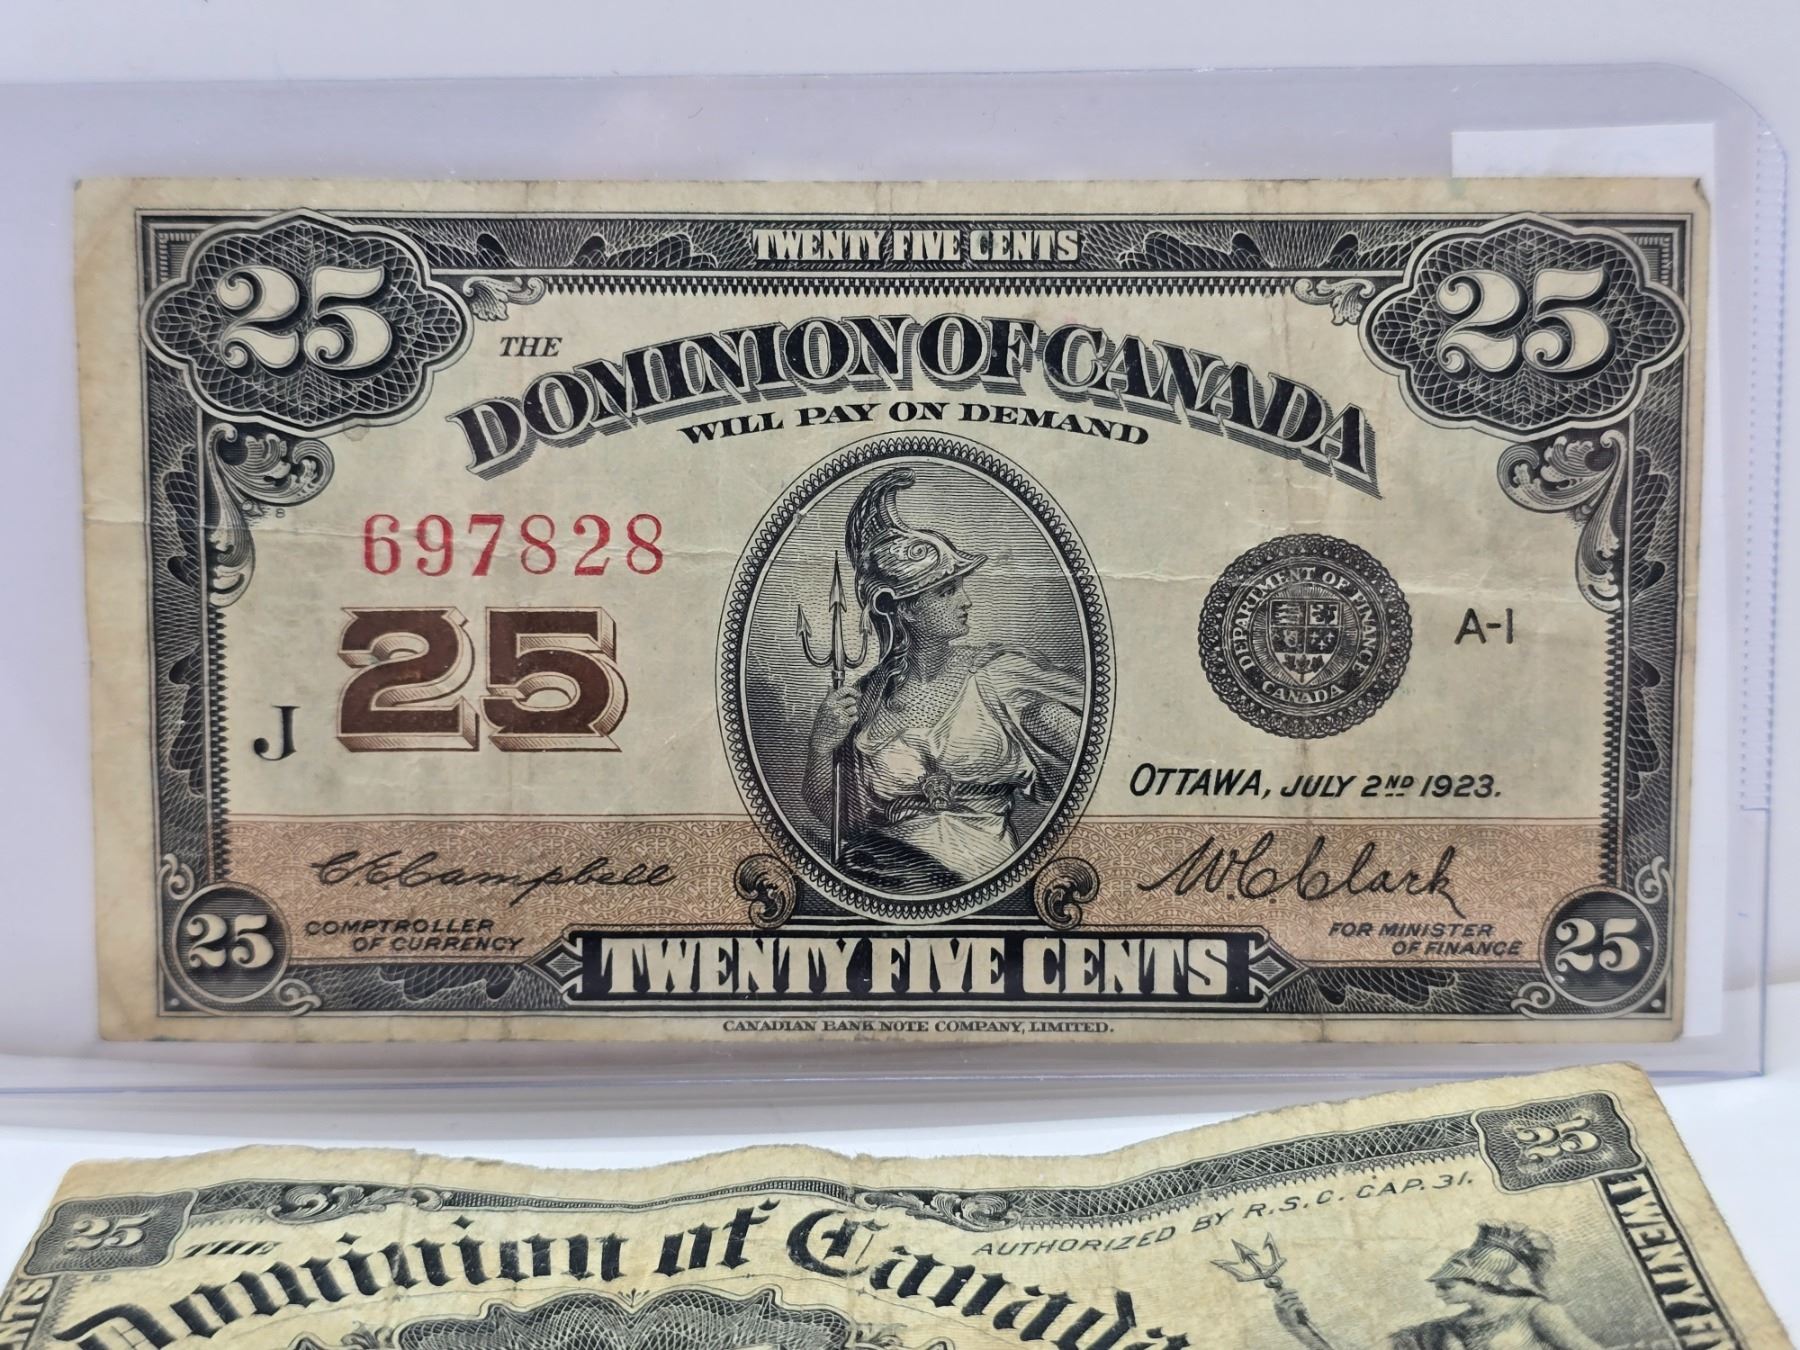 TWENTY FIVE CENTS
25 25
THE
DOMINION OF CANADA
WILL PAY ON DEMAND
697828
25
J
DEPARTMENT OF FINANCE
CANADA
A-1
OTTAWA, JULY 2ND 1923.
C.E. Campbell
W.C. Clark
COMPTROLLER
OF CURRENCY
FOR MINISTER
OF FINANCE
25 25
TWENTY FIVE CENTS
CANADIAN BANK NOTE COMPANY, LIMITED.
25 25
THE
Dominion of Canada
AUTHORIZED BY R.S.C. CAP. 31.